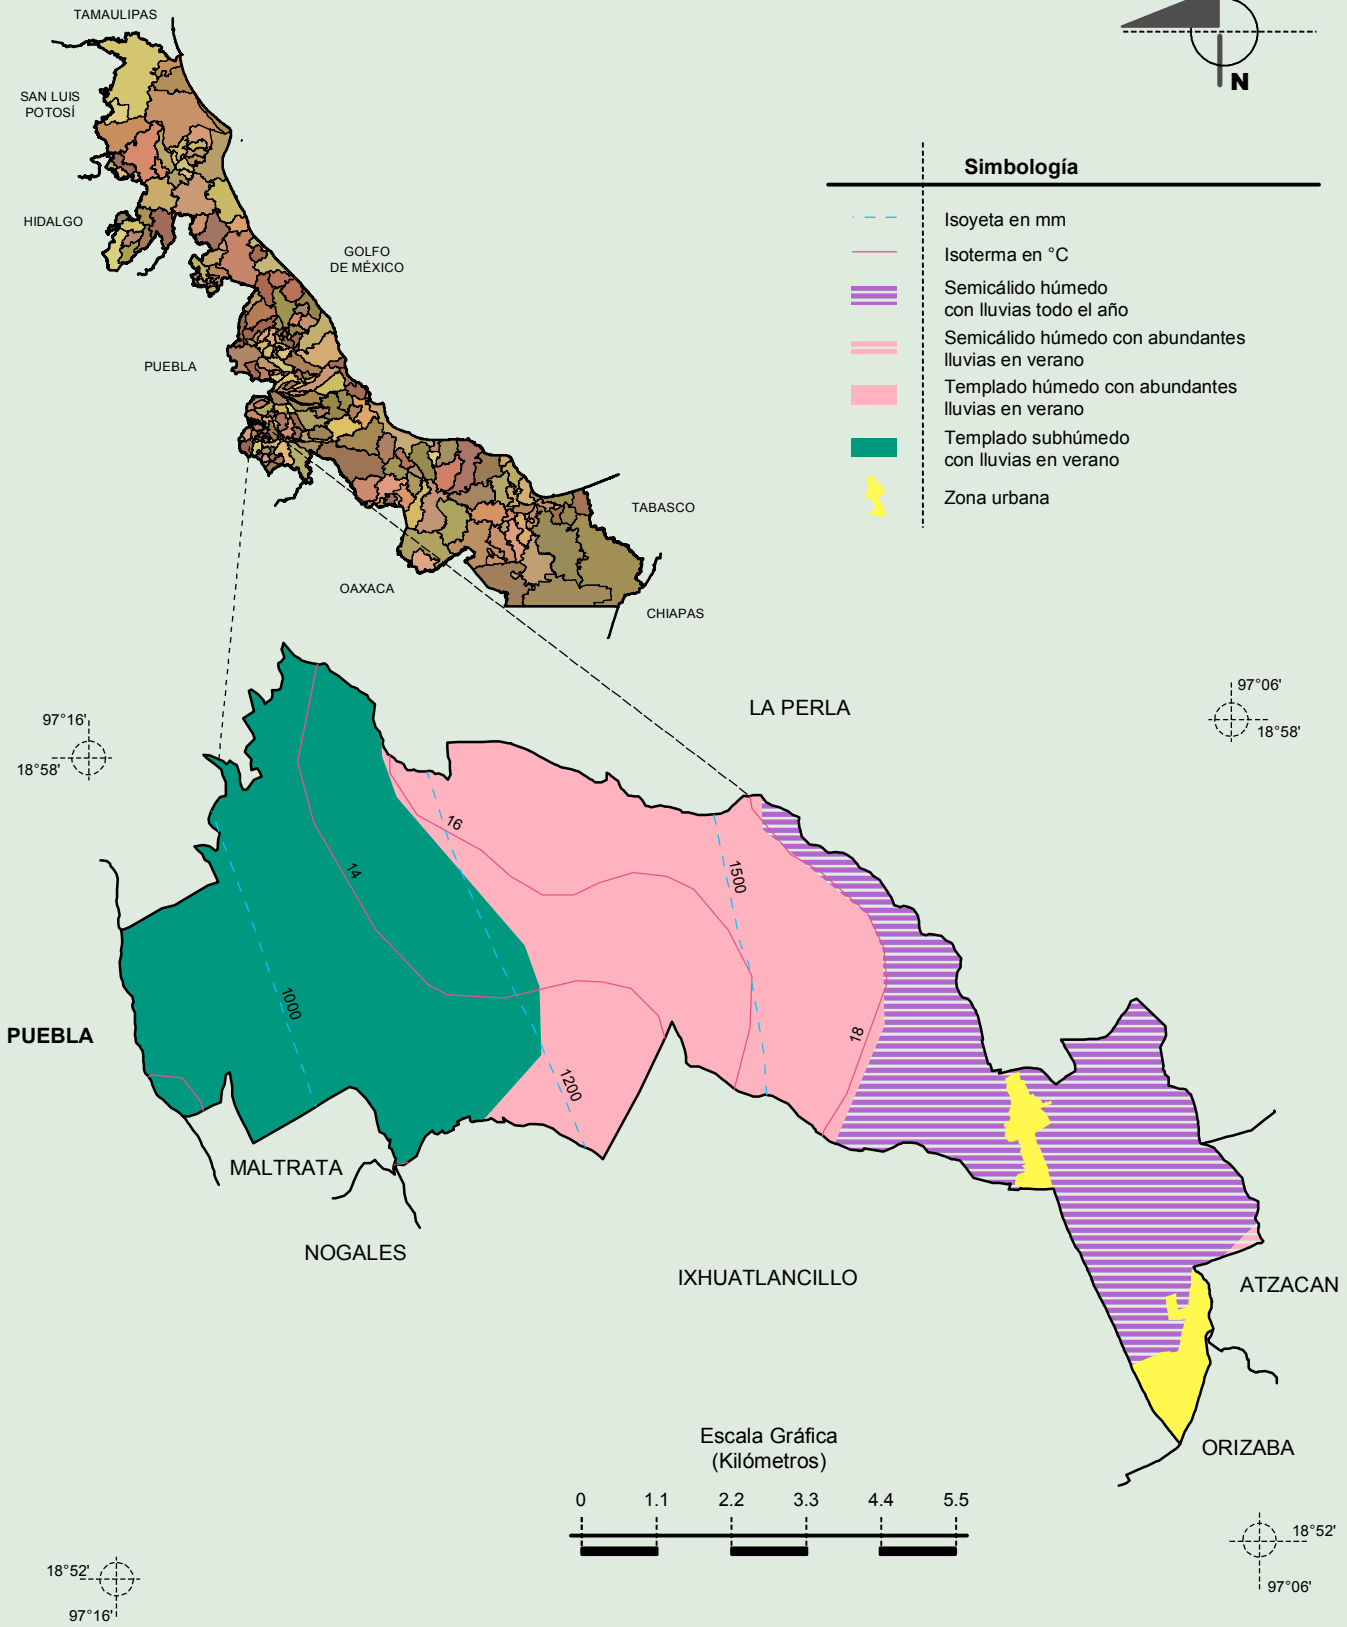 TAMAULIPAS
SAN LUIS
POTOSÍ
HIDALGO
GOLFO
DE MÉXICO
PUEBLA
OAXACA
TABASCO
CHIAPAS
N
Simbología
Isoyeta en mm
Isoterma en °C
Semicálido húmedo
con lluvias todo el año
Semicálido húmedo con abundantes
lluvias en verano
Templado húmedo con abundantes
lluvias en verano
Templado subhúmedo
con lluvias en verano
Zona urbana
97°16'
18°58'
97°06'
18°58'
LA PERLA
16
14
1500
1000
18
1200
PUEBLA
MALTRATA
NOGALES
IXHUATLANCILLO
ATZACAN
ORIZABA
Escala Gráfica
(Kilómetros)
0 1.1 2.2 3.3 4.4 5.5
18°52'
97°16'
18°52'
97°06'